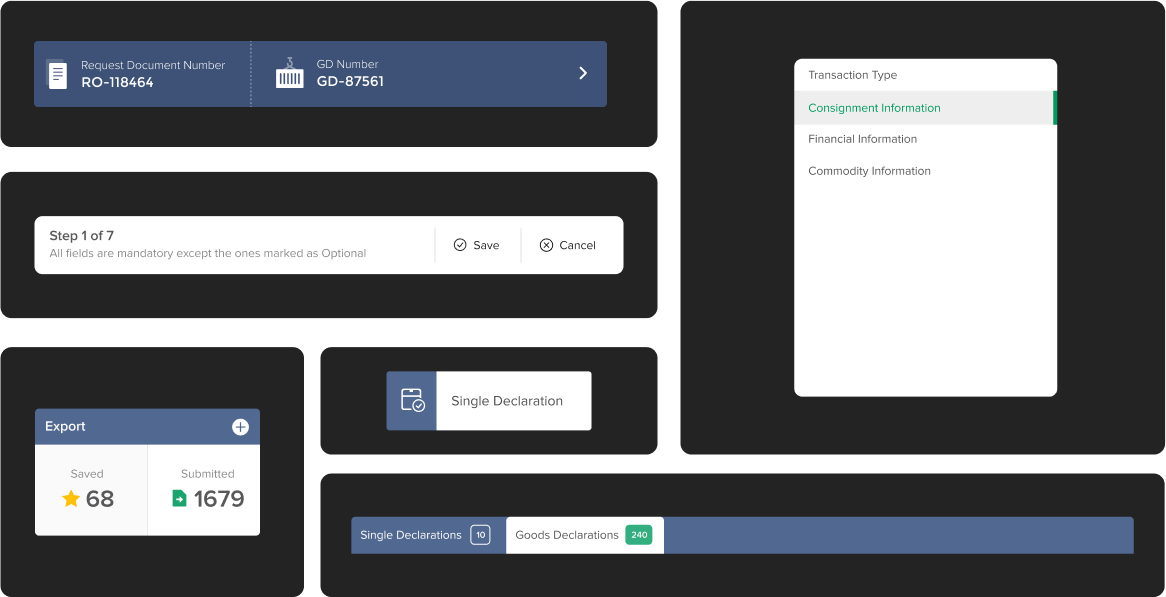 Request Document Number
RO-118464
GD Number
GD-87561
Transaction Type
Consignment Information
Financial Information
Commodity Information
Step 1 of 7
All fields are mandatory except the ones marked as Optional
Save
Cancel
Export
Saved
68
Submitted
1679
Single Declaration
Single Declarations 10
Goods Declarations 240